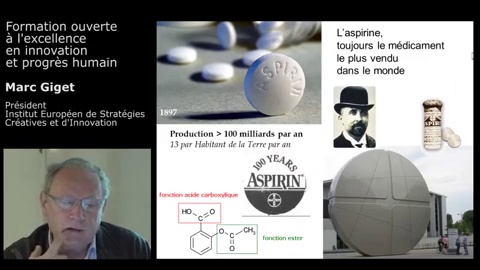 Formation ouverte
à l'excellence
en innovation
et progrès humain
Marc Giget
Président
Institut Européen de Stratégies
Créatives et d'Innovation
ASPIRIN
1897
Production > 100 milliards par an
13 par Habitant de la Terre par an
100 YEARS
ASPIRIN
BAYER
fonction acide carboxylique
HO
O
O
CH₃
O
fonction ester
L'aspirine,
toujours le médicament
le plus vendu
dans le monde
ASPIRIN